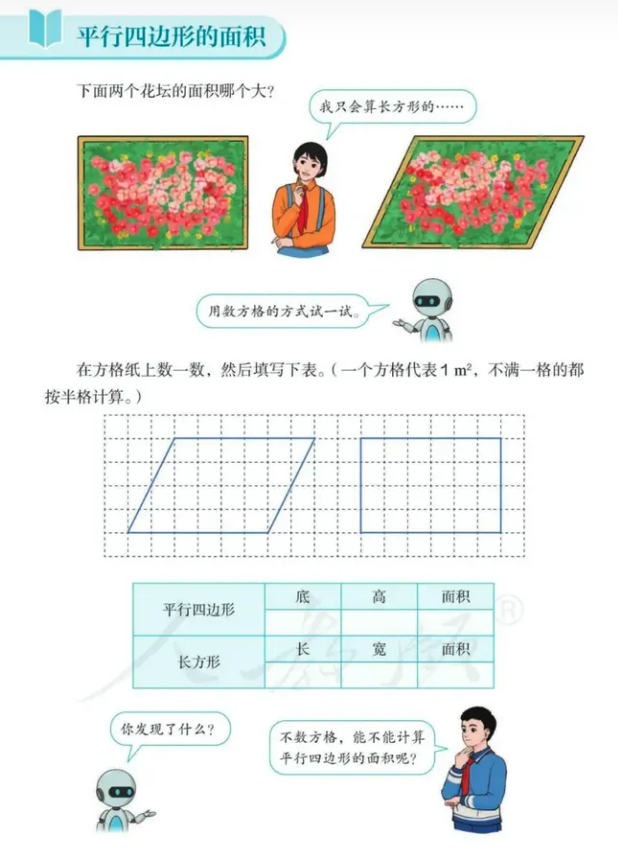 平行四边形的面积
下面两个花坛的面积哪个大？
我只会算长方形的……
用数方格的方式试一试。
在方格纸上数一数，然后填写下表。（一个方格代表1 m²，不满一格的都
按半格计算。）
平行四边形 底 高 面积
长方形 长 宽 面积
®
你发现了什么？
不数方格，能不能计算
平行四边形的面积呢？